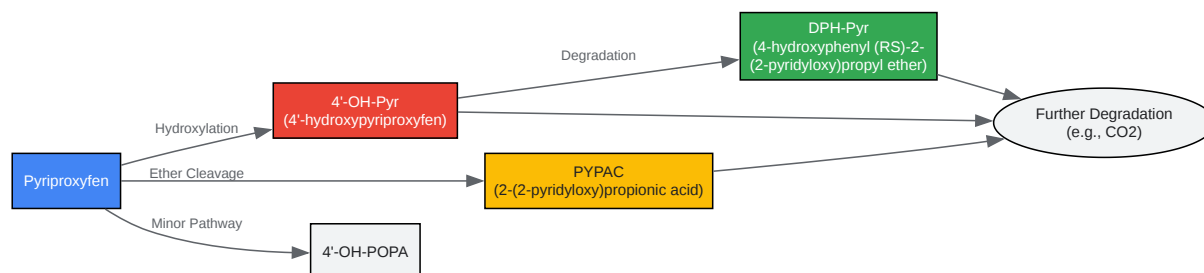 DPH-Pyr
(4-hydroxyphenyl (RS)-2-
(2-pyridyloxy)propyl ether)
Degradation
4'-OH-Pyr
(4'-hydroxypyriproxyfen)
Further Degradation
(e.g., CO2)
Hydroxylation
Pyriproxyfen
Ether Cleavage
PYPAC
(2-(2-pyridyloxy)propionic acid)
Minor Pathway
4'-OH-POPA